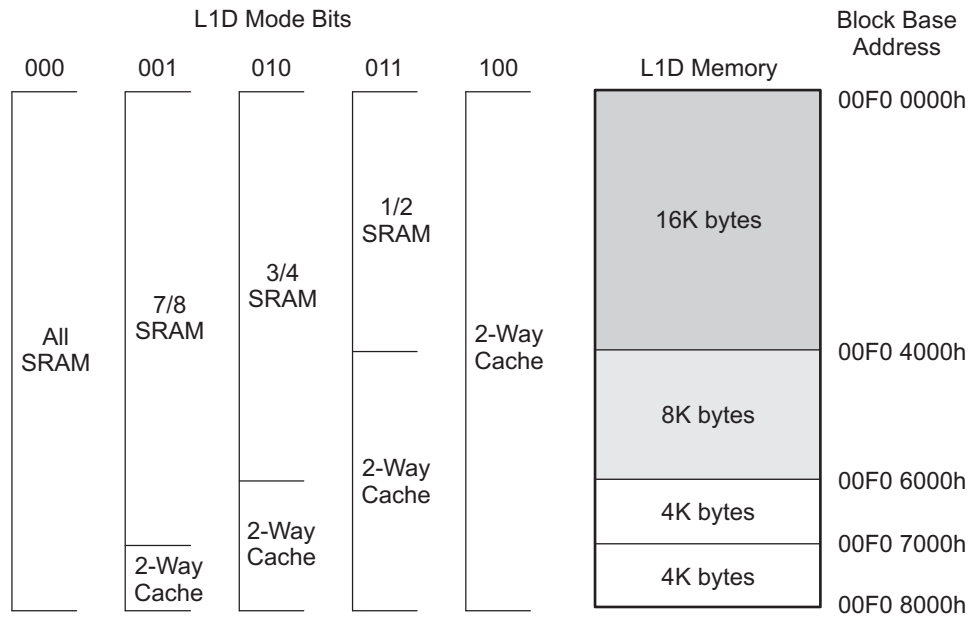 L1D Mode Bits
Block Base
Address
000 001 010 011 100 L1D Memory
00F0 0000h
1/2
SRAM
16K bytes
3/4
SRAM
7/8
SRAM
All
SRAM
2-Way
Cache
00F0 4000h
8K bytes
2-Way
Cache
00F0 6000h
4K bytes
2-Way
Cache
00F0 7000h
2-Way
Cache
4K bytes
00F0 8000h